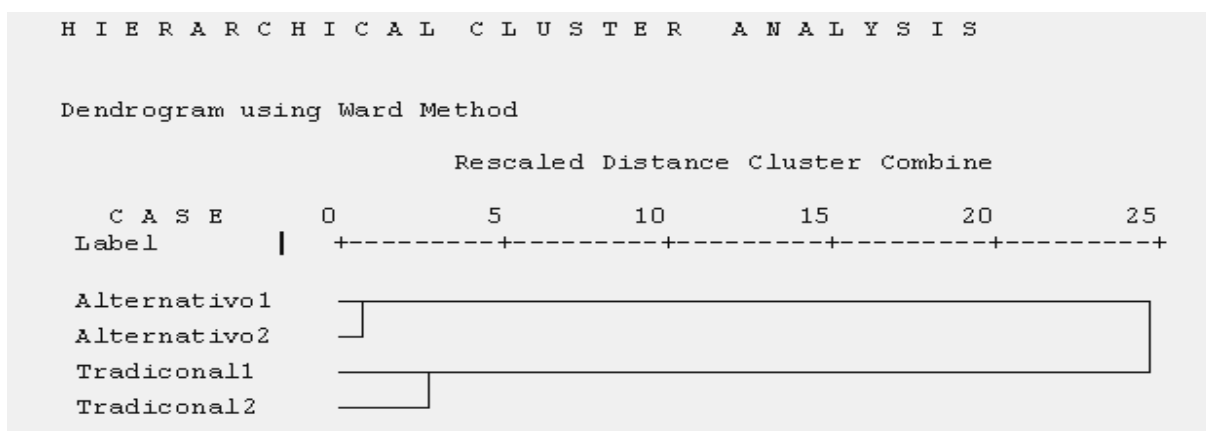 H I E R A R C H I C A L C L U S T E R A N A L Y S I S
Dendrogram using Ward Method
Rescaled Distance Cluster Combine
C A S E 0 5 10 15 20 25
Label +---------+---------+---------+---------+---------+
Alternativo1
Alternativo2
Tradiconal1
Tradiconal2